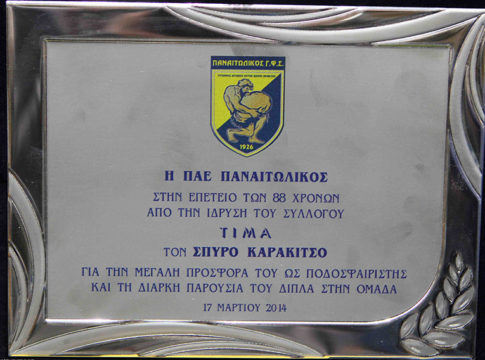 ΠΑΝΑΙΤΩΛΙΚΟΣ Γ.Φ.Σ.
1926
Η ΠΑΕ ΠΑΝΑΙΤΩΛΙΚΟΣ
ΣΤΗΝ ΕΠΕΤΕΙΟ ΤΩΝ 88 ΧΡΟΝΩΝ
ΑΠΟ ΤΗΝ ΙΔΡΥΣΗ ΤΟΥ ΣΥΛΛΟΓΟΥ
ΤΙΜΑ
ΤΟΝ ΣΠΥΡΟ ΚΑΡΑΚΙΤΣΟ
ΓΙΑ ΤΗΝ ΜΕΓΑΛΗ ΠΡΟΣΦΟΡΑ ΤΟΥ ΩΣ ΠΟΔΟΣΦΑΙΡΙΣΤΗΣ
ΚΑΙ ΤΗ ΔΙΑΡΚΗ ΠΑΡΟΥΣΙΑ ΤΟΥ ΔΙΠΛΑ ΣΤΗΝ ΟΜΑΔΑ
17 ΜΑΡΤΙΟΥ 2014